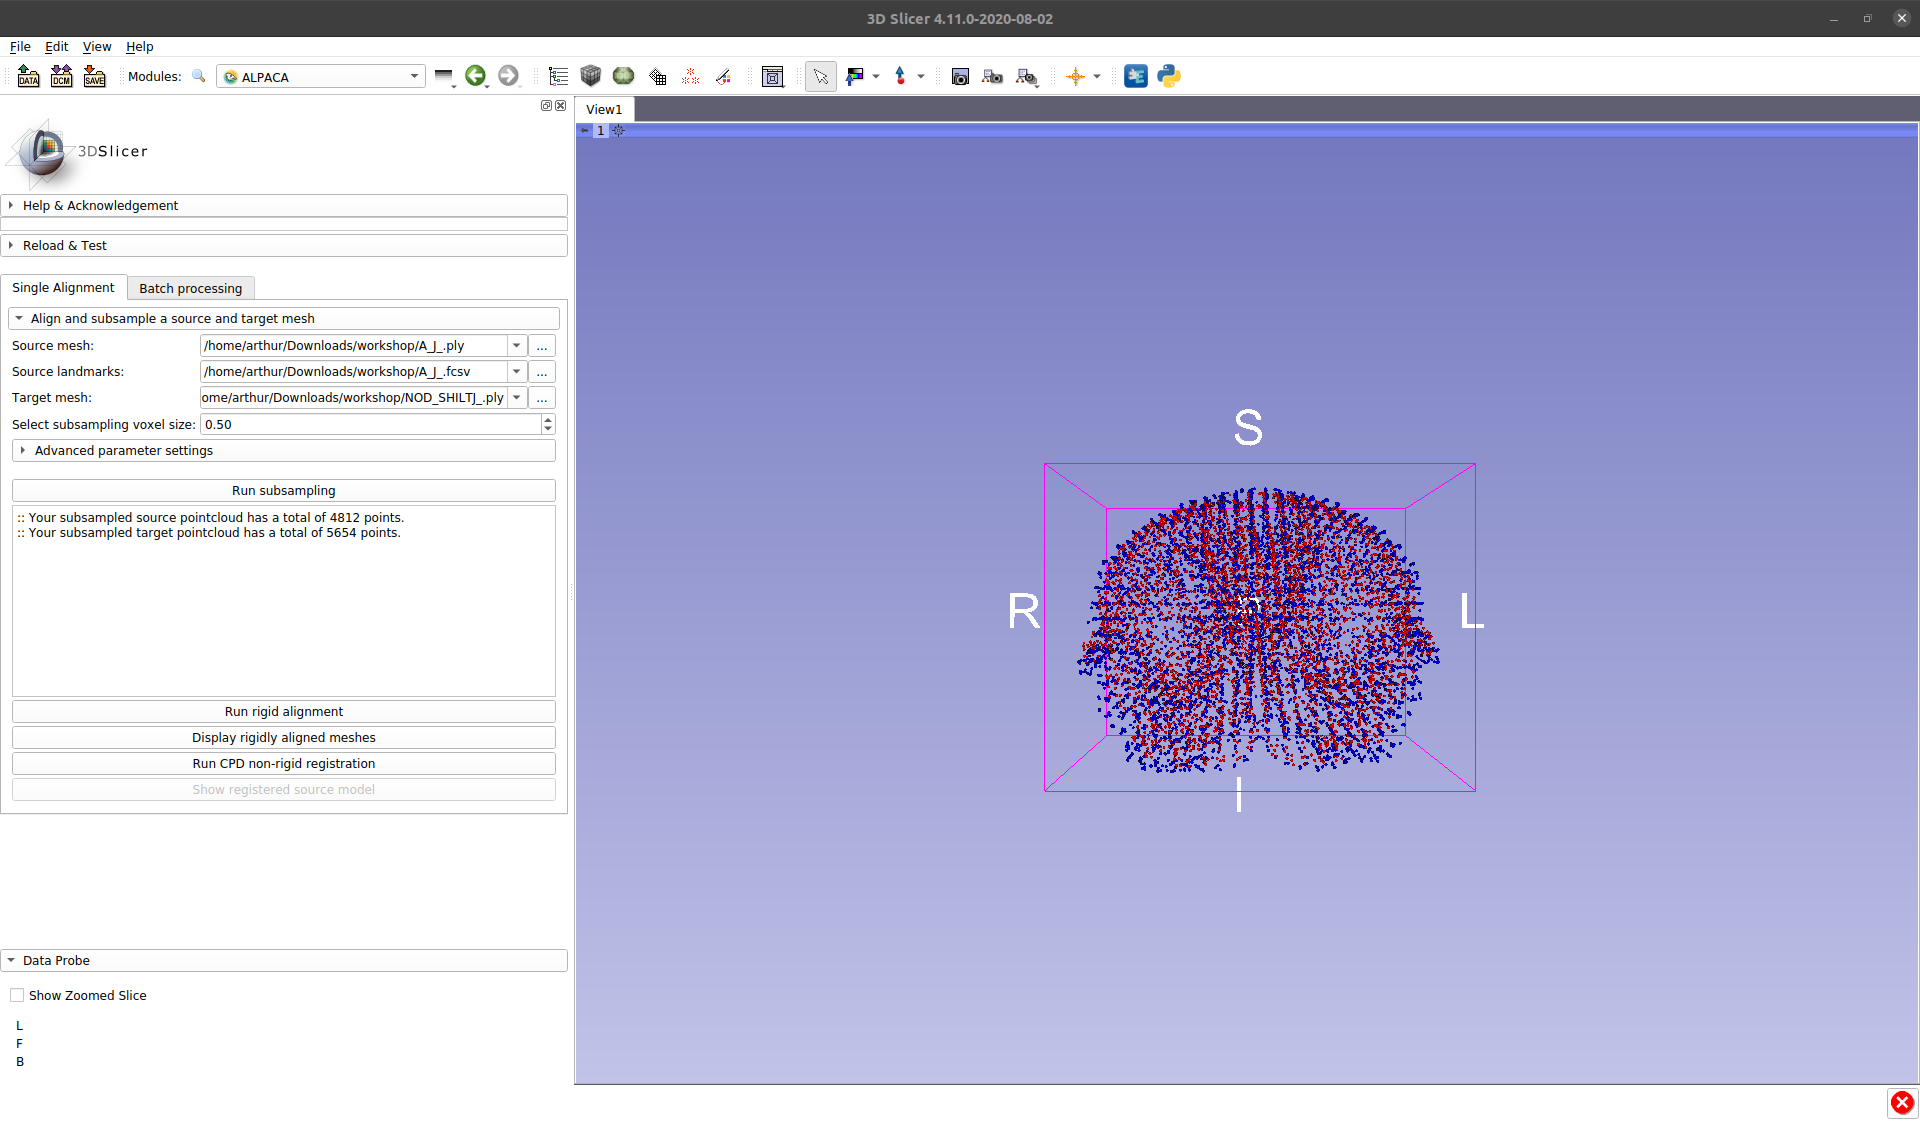 3D Slicer 4.11.0-2020-08-02
File Edit View Help
DATA DCM SAVE Modules: ALPACA
View1
1
3DSlicer
Help & Acknowledgement
Reload & Test
Single Alignment Batch processing
Align and subsample a source and target mesh
Source mesh: /home/arthur/Downloads/workshop/A_J_.ply ...
Source landmarks: /home/arthur/Downloads/workshop/A_J_.fcsv ...
Target mesh: ome/arthur/Downloads/workshop/NOD_SHILTJ_.ply ...
Select subsampling voxel size: 0.50
Advanced parameter settings
Run subsampling
:: Your subsampled source pointcloud has a total of 4812 points.
:: Your subsampled target pointcloud has a total of 5654 points.
Run rigid alignment
Display rigidly aligned meshes
Run CPD non-rigid registration
Show registered source model
Data Probe
Show Zoomed Slice
L
F
B
S
R
L
I